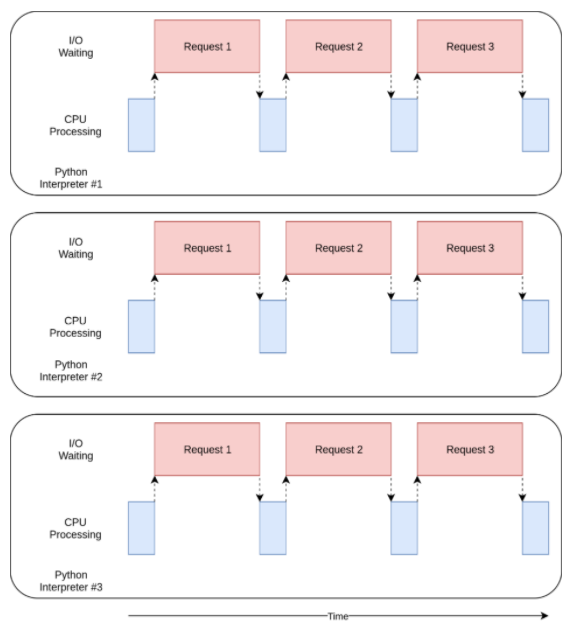 I/O
Waiting
Request 1
Request 2
Request 3
CPU
Processing
Python
Interpreter #1
I/O
Waiting
Request 1
Request 2
Request 3
CPU
Processing
Python
Interpreter #2
I/O
Waiting
Request 1
Request 2
Request 3
CPU
Processing
Python
Interpreter #3
Time